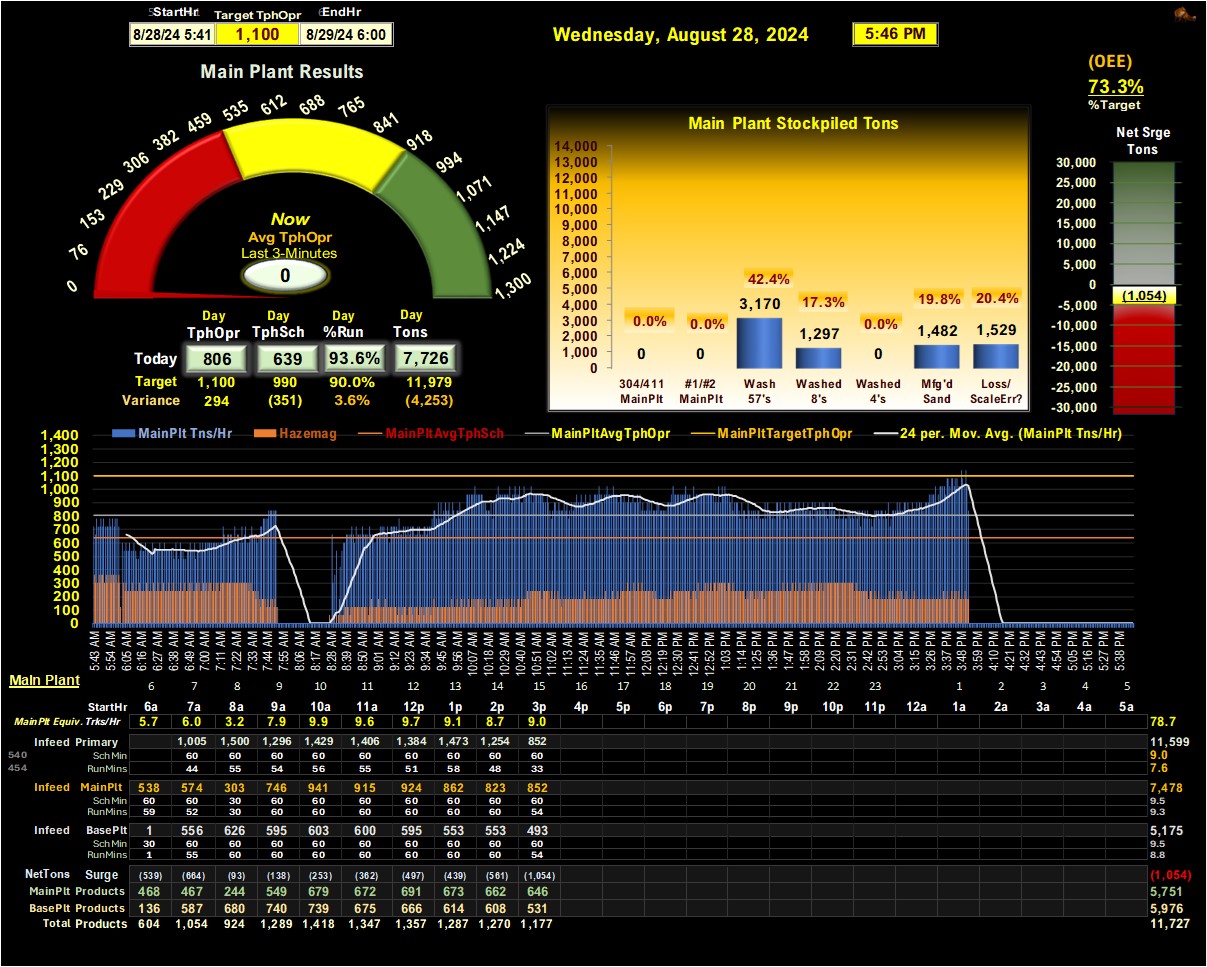 StartHr Target TphOpr EndHr
8/28/24 5:41 1,100 8/29/24 6:00
Wednesday, August 28, 2024 5:46 PM
(OEE)
73.3%
%Target
Main Plant Results
0 76 153 229 306 382 459 535 612 688 765 841 918 994 1,071 1,147 1,224 1,300
Now
Avg TphOpr
Last 3-Minutes
0
Day Day Day Day
TphOpr TphSch %Run Tons
Today 806 639 93.6% 7,726
Target 1,100 990 90.0% 11,979
Variance 294 (351) 3.6% (4,253)
Main Plant Stockpiled Tons
14,000
13,000
12,000
11,000
10,000
9,000
8,000
7,000
6,000
5,000
4,000
3,000
2,000
1,000
0
0.0% 0.0% 42.4% 17.3% 0.0% 19.8% 20.4%
0 0 3,170 1,297 0 1,482 1,529
304/411 #1/#2 Wash Washed Washed Mfg'd Loss/
MainPlt MainPlt 57's 8's 4's Sand ScaleErr?
Net Srge
Tons
30,000
25,000
20,000
15,000
10,000
5,000
0
(1,054)
-5,000
-10,000
-15,000
-20,000
-25,000
-30,000
MainPlt Tns/Hr Hazemag MainPltAvgTphSch MainPltAvgTphOpr MainPltTargetTphOpr 24 per. Mov. Avg. (MainPlt Tns/Hr)
1,400
1,300
1,200
1,100
1,000
900
800
700
600
500
400
300
200
100
0
5:43 AM 5:54 AM 6:05 AM 6:16 AM 6:27 AM 6:38 AM 6:49 AM 7:00 AM 7:11 AM 7:22 AM 7:33 AM 7:44 AM 7:55 AM 8:06 AM 8:17 AM 8:28 AM 8:39 AM 8:50 AM 9:01 AM 9:12 AM 9:23 AM 9:34 AM 9:45 AM 9:56 AM 10:07 AM 10:18 AM 10:29 AM 10:40 AM 10:51 AM 11:02 AM 11:13 AM 11:24 AM 11:35 AM 11:46 AM 11:57 AM 12:08 PM 12:19 PM 12:30 PM 12:41 PM 12:52 PM 1:03 PM 1:14 PM 1:25 PM 1:36 PM 1:47 PM 1:58 PM 2:09 PM 2:20 PM 2:31 PM 2:42 PM 2:53 PM 3:04 PM 3:15 PM 3:26 PM 3:37 PM 3:48 PM 3:59 PM 4:10 PM 4:21 PM 4:32 PM 4:43 PM 4:54 PM 5:05 PM 5:16 PM 5:27 PM 5:38 PM
Main Plant
6 7 8 9 10 11 12 13 14 15 16 17 18 19 20 21 22 23 1 2 3 4 5
StartHr 6a 7a 8a 9a 10a 11a 12p 1p 2p 3p 4p 5p 6p 7p 8p 9p 10p 11p 12a 1a 2a 3a 4a 5a
MainPlt Equiv. Trks/Hr 5.7 6.0 3.2 7.9 9.9 9.6 9.7 9.1 8.7 9.0 78.7
Infeed Primary 1,005 1,500 1,296 1,429 1,406 1,384 1,473 1,254 852 11,599
540 Sch Min 60 60 60 60 60 60 60 60 60 9.0
454 RunMins 44 55 54 56 55 51 58 48 33 7.6
Infeed MainPlt 538 574 303 746 941 915 924 862 823 852 7,478
Sch Min 60 60 30 60 60 60 60 60 60 60 9.5
RunMins 59 52 30 60 60 60 60 60 60 54 9.3
Infeed BasePlt 1 556 626 595 603 600 595 553 553 493 5,175
Sch Min 30 60 60 60 60 60 60 60 60 60 9.5
RunMins 1 55 60 60 60 60 60 60 60 54 8.8
NetTons Surge (539) (664) (93) (138) (253) (362) (497) (439) (561) (1,054) (1,054)
MainPlt Products 468 467 244 549 679 672 691 673 662 646 5,751
BasePlt Products 136 587 680 740 739 675 666 614 608 531 5,976
Total Products 604 1,054 924 1,289 1,418 1,347 1,357 1,287 1,270 1,177 11,727